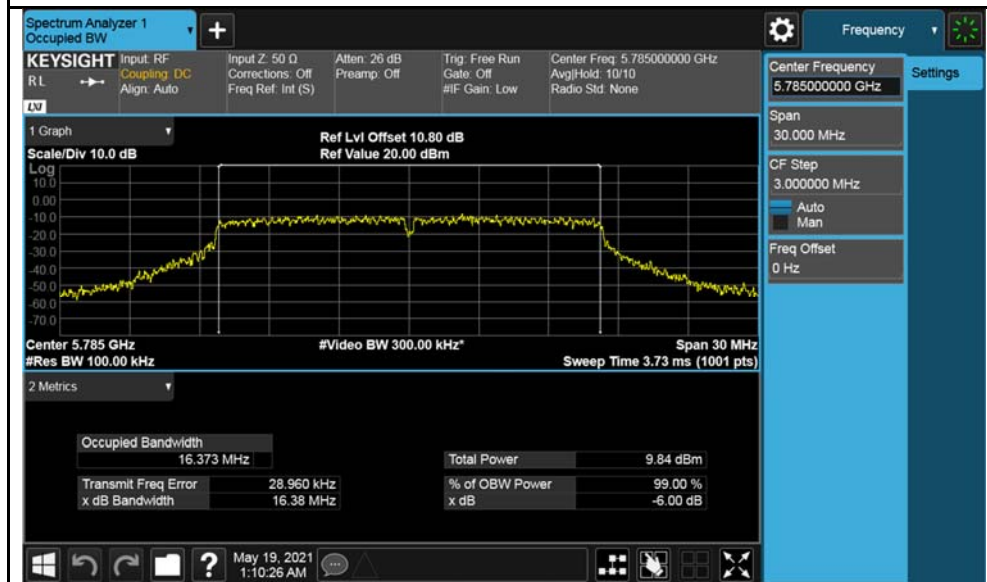 Spectrum Analyzer 1
Occupied BW
+
Frequency
KEYSIGHT
R L
LXI
Input: RF
Coupling: DC
Align: Auto
Input Z: 50 Ω
Corrections: Off
Freq Ref: Int (S)
Atten: 26 dB
Preamp: Off
Trig: Free Run
Gate: Off
#IF Gain: Low
Center Freq: 5.785000000 GHz
Avg|Hold: 10/10
Radio Std: None
Center Frequency
5.785000000 GHz
Settings
Span
30.000 MHz
CF Step
3.000000 MHz
Auto
Man
Freq Offset
0 Hz
1 Graph
Scale/Div 10.0 dB
Ref Lvl Offset 10.80 dB
Ref Value 20.00 dBm
Log
10.0
0.00
-10.0
-20.0
-30.0
-40.0
-50.0
-60.0
-70.0
Center 5.785 GHz
#Video BW 300.00 kHz*
Span 30 MHz
#Res BW 100.00 kHz
Sweep Time 3.73 ms (1001 pts)
2 Metrics
Occupied Bandwidth
16.373 MHz
Total Power 9.84 dBm
Transmit Freq Error 28.960 kHz
% of OBW Power 99.00 %
x dB Bandwidth 16.38 MHz
x dB -6.00 dB
?
May 19, 2021
1:10:26 AM